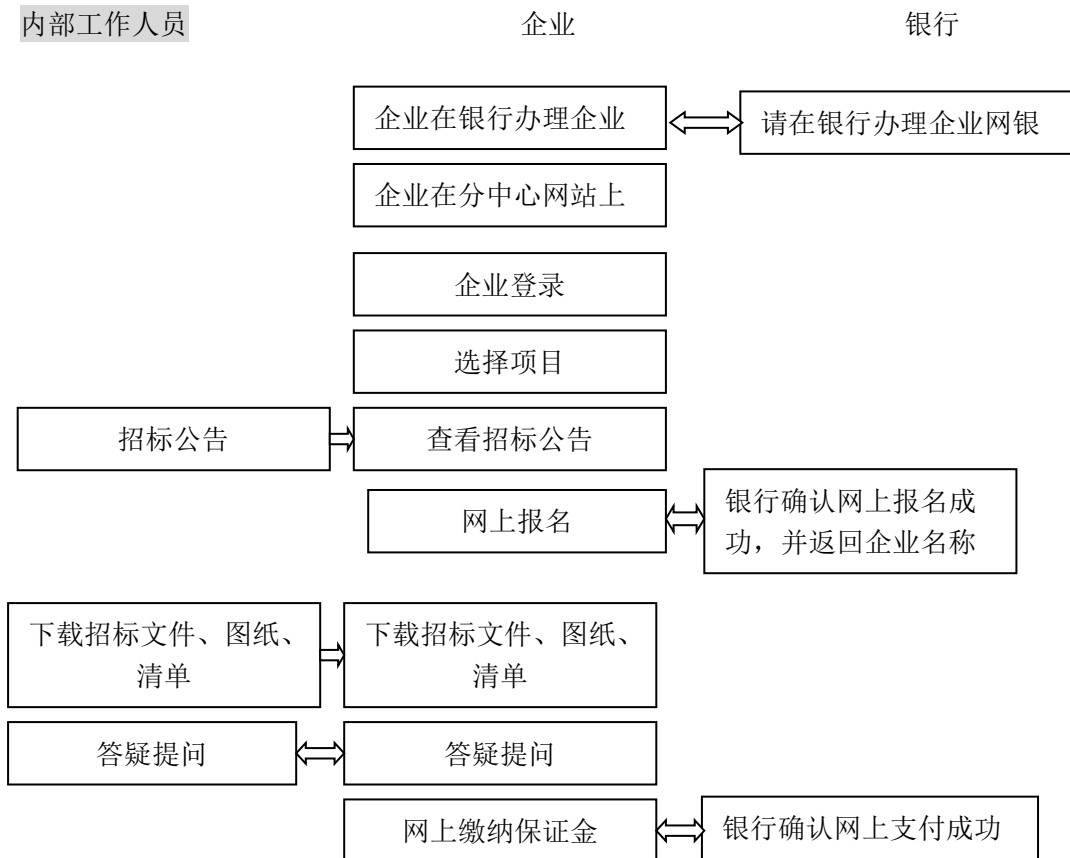 内部工作人员
企业
银行
企业在银行办理企业
请在银行办理企业网银
企业在分中心网站上
企业登录
选择项目
招标公告
查看招标公告
网上报名
银行确认网上报名成
功，并返回企业名称
下载招标文件、图纸、
清单
下载招标文件、图纸、
清单
答疑提问
答疑提问
网上缴纳保证金
银行确认网上支付成功